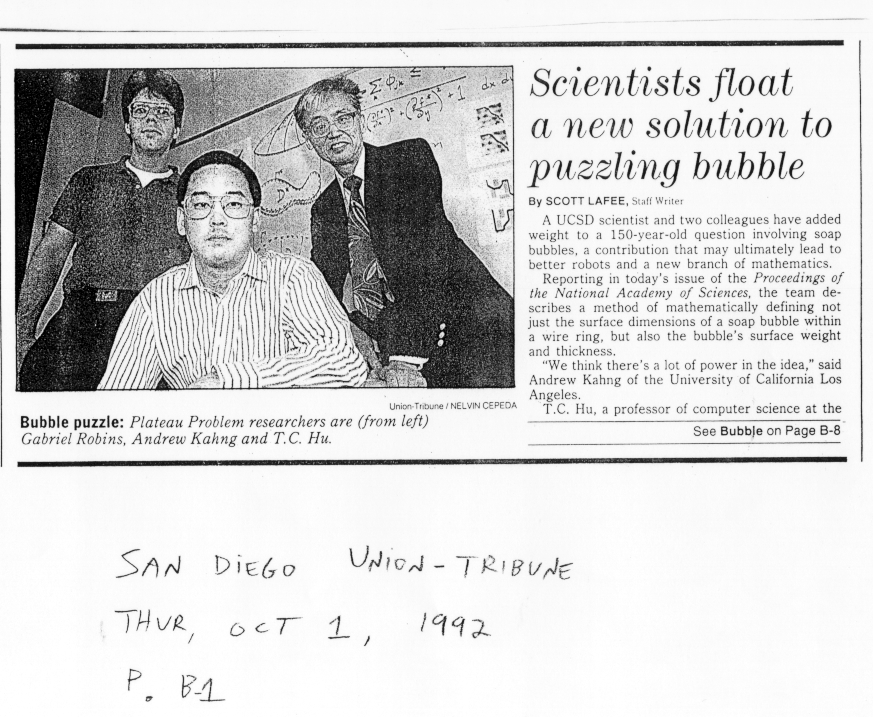 Scientists float
a new solution to
puzzling bubble
By SCOTT LAFEE, Staff Writer
A UCSD scientist and two colleagues have added
weight to a 150-year-old question involving soap
bubbles, a contribution that may ultimately lead to
better robots and a new branch of mathematics.
Reporting in today's issue of the Proceedings of
the National Academy of Sciences, the team de-
scribes a method of mathematically defining not
just the surface dimensions of a soap bubble within
a wire ring, but also the bubble's surface weight
and thickness.
"We think there's a lot of power in the idea," said
Andrew Kahng of the University of California Los
Angeles.
T.C. Hu, a professor of computer science at the
See Bubble on Page B-8
Union-Tribune / NELVIN CEPEDA
Bubble puzzle: Plateau Problem researchers are (from left)
Gabriel Robins, Andrew Kahng and T.C. Hu.
SAN DIEGO UNION-TRIBUNE
THUR, OCT 1, 1992
P. B-1